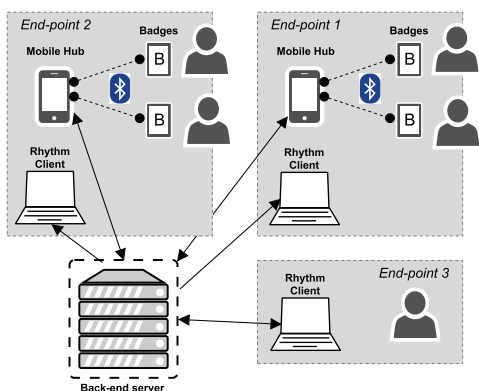 End-point 2
Badges
Mobile Hub
B
B
Rhythm
Client
End-point 1
Badges
Mobile Hub
B
B
Rhythm
Client
End-point 3
Rhythm
Client
Back-end server